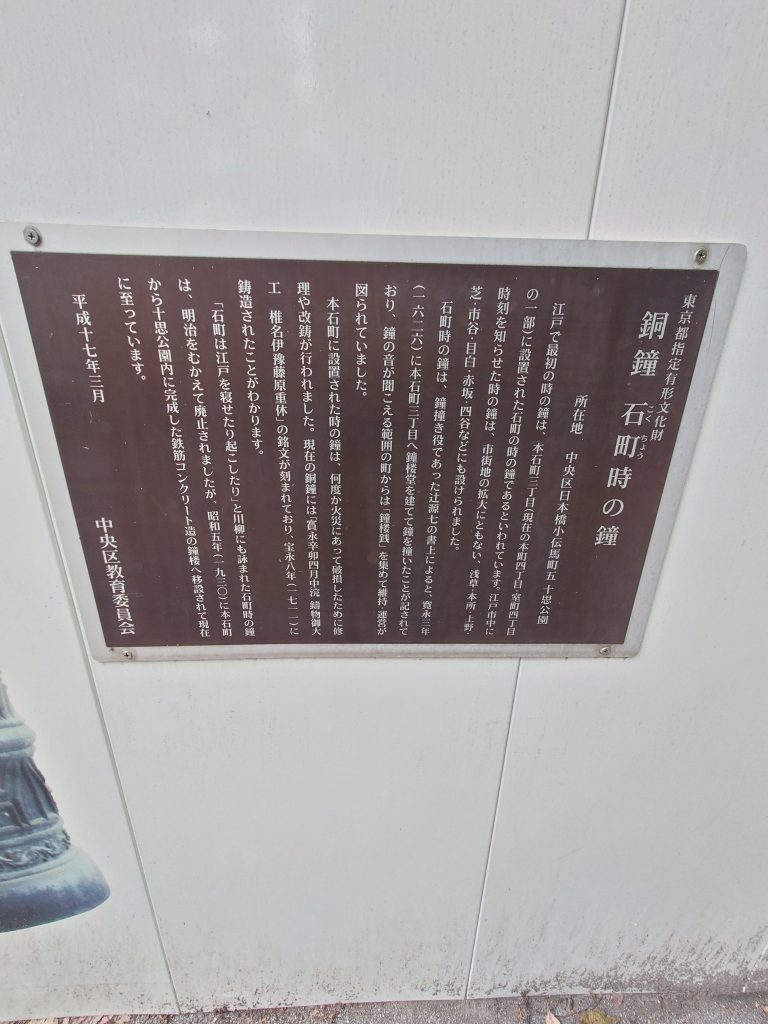 東京都指定有形文化財
銅鐘 石町時の鐘
こくちょう
所在地 中央区日本橋小伝馬町五 十思公園
江戸で最初の時の鐘は、本石町三丁目(現在の本町四丁目・室町四丁目
の一部)に設置された石町の時の鐘であるといわれています。江戸市中に
時刻を知らせた時の鐘は、市街地の拡大にともない、浅草・本所・上野・
芝・市谷・目白・赤坂・四谷などにも設けられました。
石町時の鐘は、鐘撞き役であった辻源七の書上によると、寛永三年
(一六二六)に本石町三丁目へ鐘楼堂を建てて鐘を撞いたことが記されて
おり、鐘の音が聞こえる範囲の町からは「鐘楼銭」を集めて維持・運営が
図られていました。
本石町に設置された時の鐘は、何度か火災にあって破損したために修
理や改鋳が行われました。現在の銅鐘には「寳永辛卯四月中浣 鑄物御大
工 椎名伊豫藤原重休」の銘文が刻まれており、宝永八年(一七一一)に
鋳造されたことがわかります。
「石町は江戸を寝せたり起こしたり」と川柳にも詠まれた石町時の鐘
は、明治をむかえて廃止されましたが、昭和五年(一九三〇)に本石町
から十思公園内に完成した鉄筋コンクリート造の鐘楼へ移設されて現在
に至っています。
平成十七年三月
中央区教育委員会